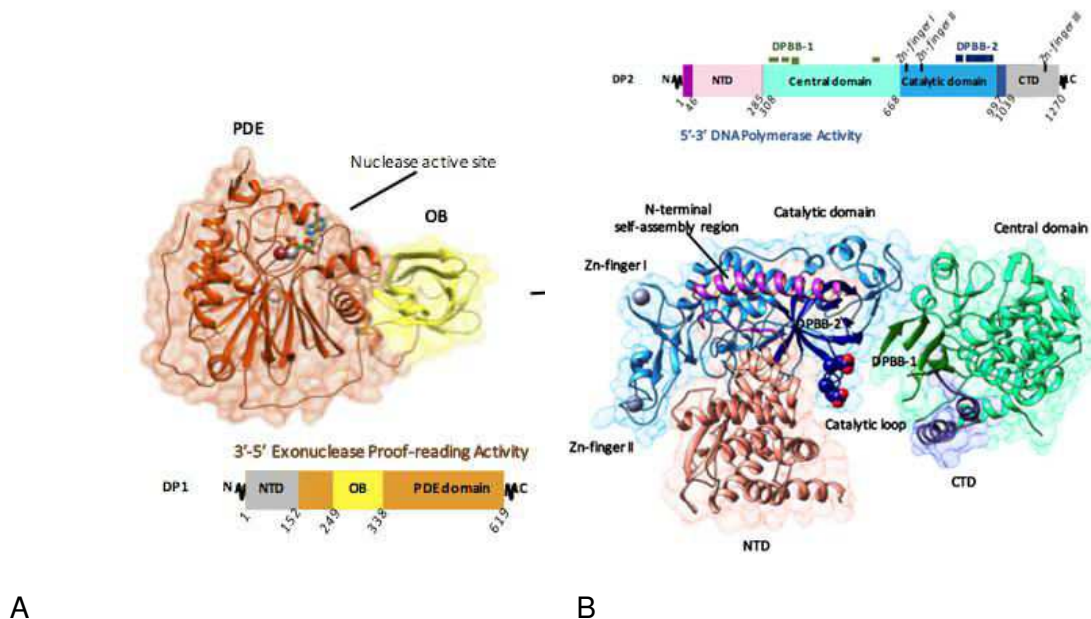 PDE
Nuclease active site
OB
3'-5' Exonuclease Proof-reading Activity
DP1 N NTD OB PDE domain C
1 152 249 338 619
A
Zn-finger I
Zn-finger II
Zn-finger III
DPBB-1 DPBB-2
DP2 N NTD Central domain Catalytic domain CTD C
1 46 285 308 668 997 1039 1270
5'-3' DNA Polymerase Activity
N-terminal
self-assembly region
Catalytic domain
Central domain
Zn-finger I
DPBB-2
DPBB-1
Catalytic loop
Zn-finger II
CTD
NTD
B